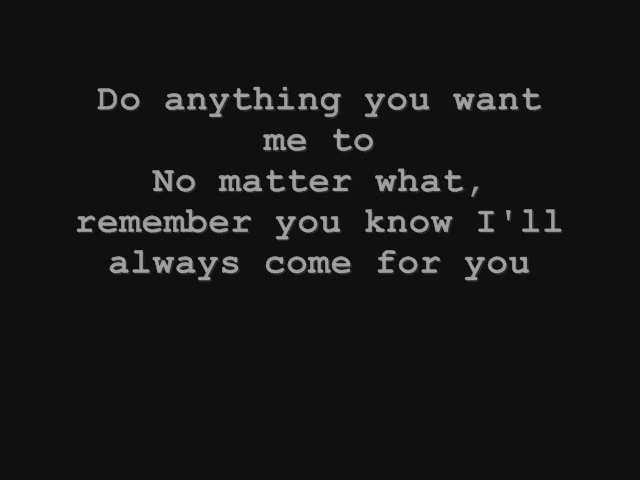 Do anything you want
me to
No matter what,
remember you know I'll
always come for you